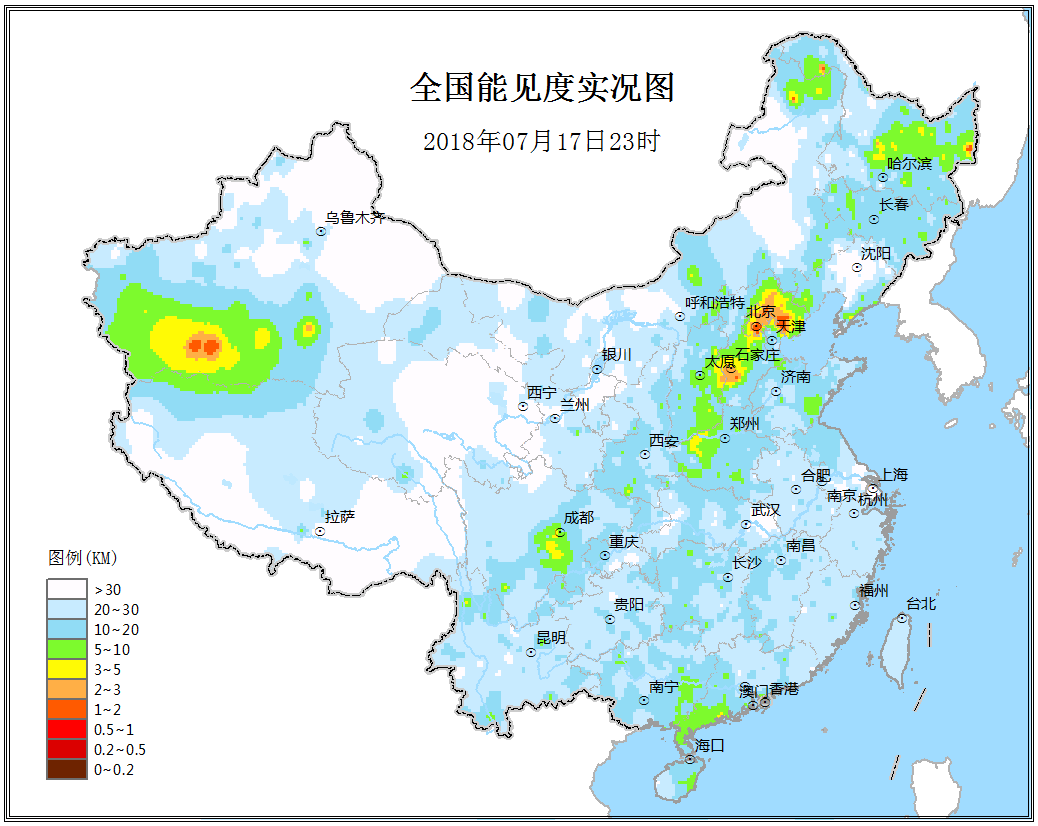 全国能见度实况图
2018年07月17日23时
哈尔滨
长春
乌鲁木齐
沈阳
呼和浩特
北京
天津
银川
太原
石家庄
济南
西宁
兰州
郑州
西安
合肥
上海
南京
杭州
拉萨
成都
武汉
重庆
南昌
长沙
福州
台北
贵阳
昆明
南宁
澳门
香港
海口
图例(KM)
>30
20~30
10~20
5~10
3~5
2~3
1~2
0.5~1
0.2~0.5
0~0.2